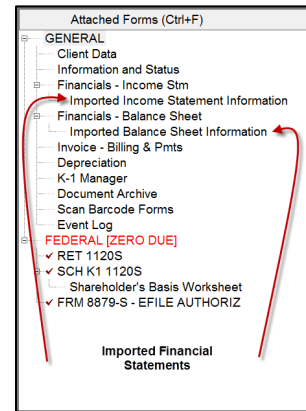 Attached Forms (Ctrl+F)
GENERAL
Client Data
Information and Status
Financials - Income Stm
Imported Income Statement Information
Financials - Balance Sheet
Imported Balance Sheet Information
Invoice - Billing & Pmts
Depreciation
K-1 Manager
Document Archive
Scan Barcode Forms
Event Log
FEDERAL [ZERO DUE]
RET 1120S
SCH K1 1120S
Shareholder's Basis Worksheet
FRM 8879-S - EFILE AUTHORIZ
Imported Financial
Statements